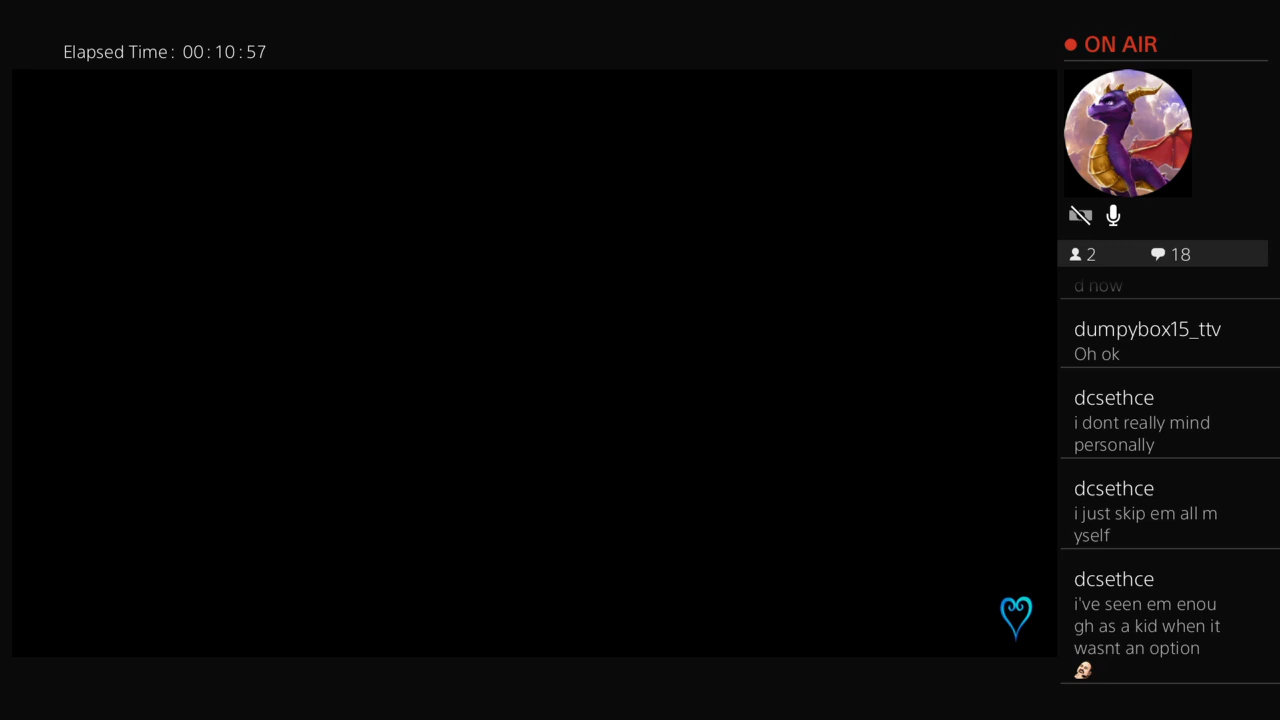 Elapsed Time: 00:10:57
ON AIR
2 18
d now
dumpybox15_ttv
Oh ok
dcsethce
i dont really mind
personally
dcsethce
i just skip em all m
yself
dcsethce
i've seen em enou
gh as a kid when it
wasnt an option